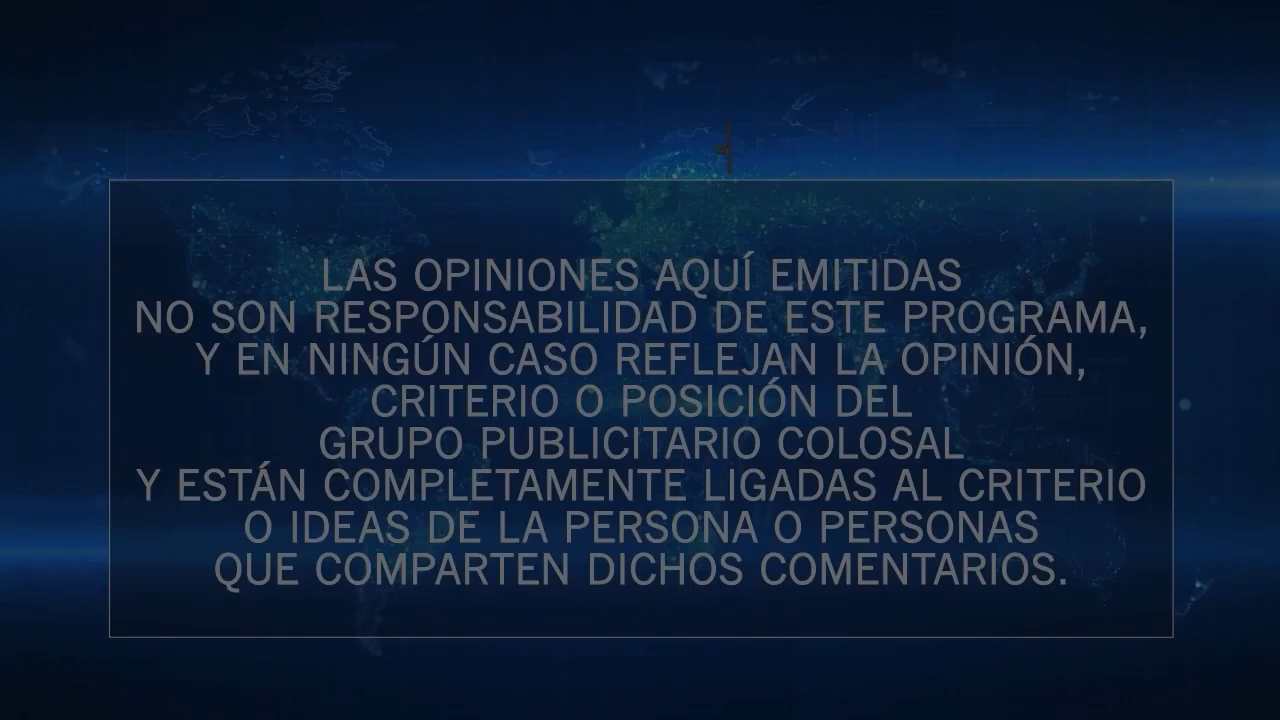 LAS OPINIONES AQUÍ EMITIDAS
NO SON RESPONSABILIDAD DE ESTE PROGRAMA,
Y EN NINGÚN CASO REFLEJAN LA OPINIÓN,
CRITERIO O POSICIÓN DEL
GRUPO PUBLICITARIO COLOSAL
Y ESTÁN COMPLETAMENTE LIGADAS AL CRITERIO
O IDEAS DE LA PERSONA O PERSONAS
QUE COMPARTEN DICHOS COMENTARIOS.